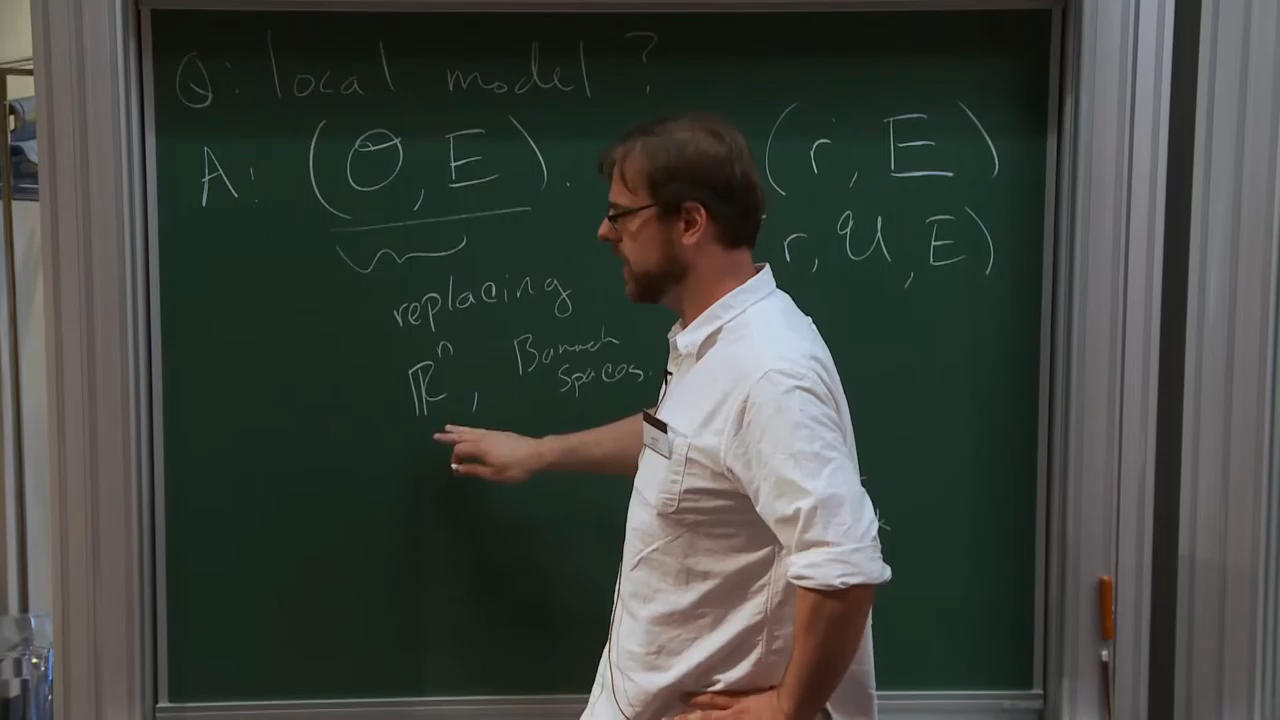 Q: local model ?
A: (O, E).
(r, E)
r, U, E)
replacing
ℝⁿ, Banach
spaces.